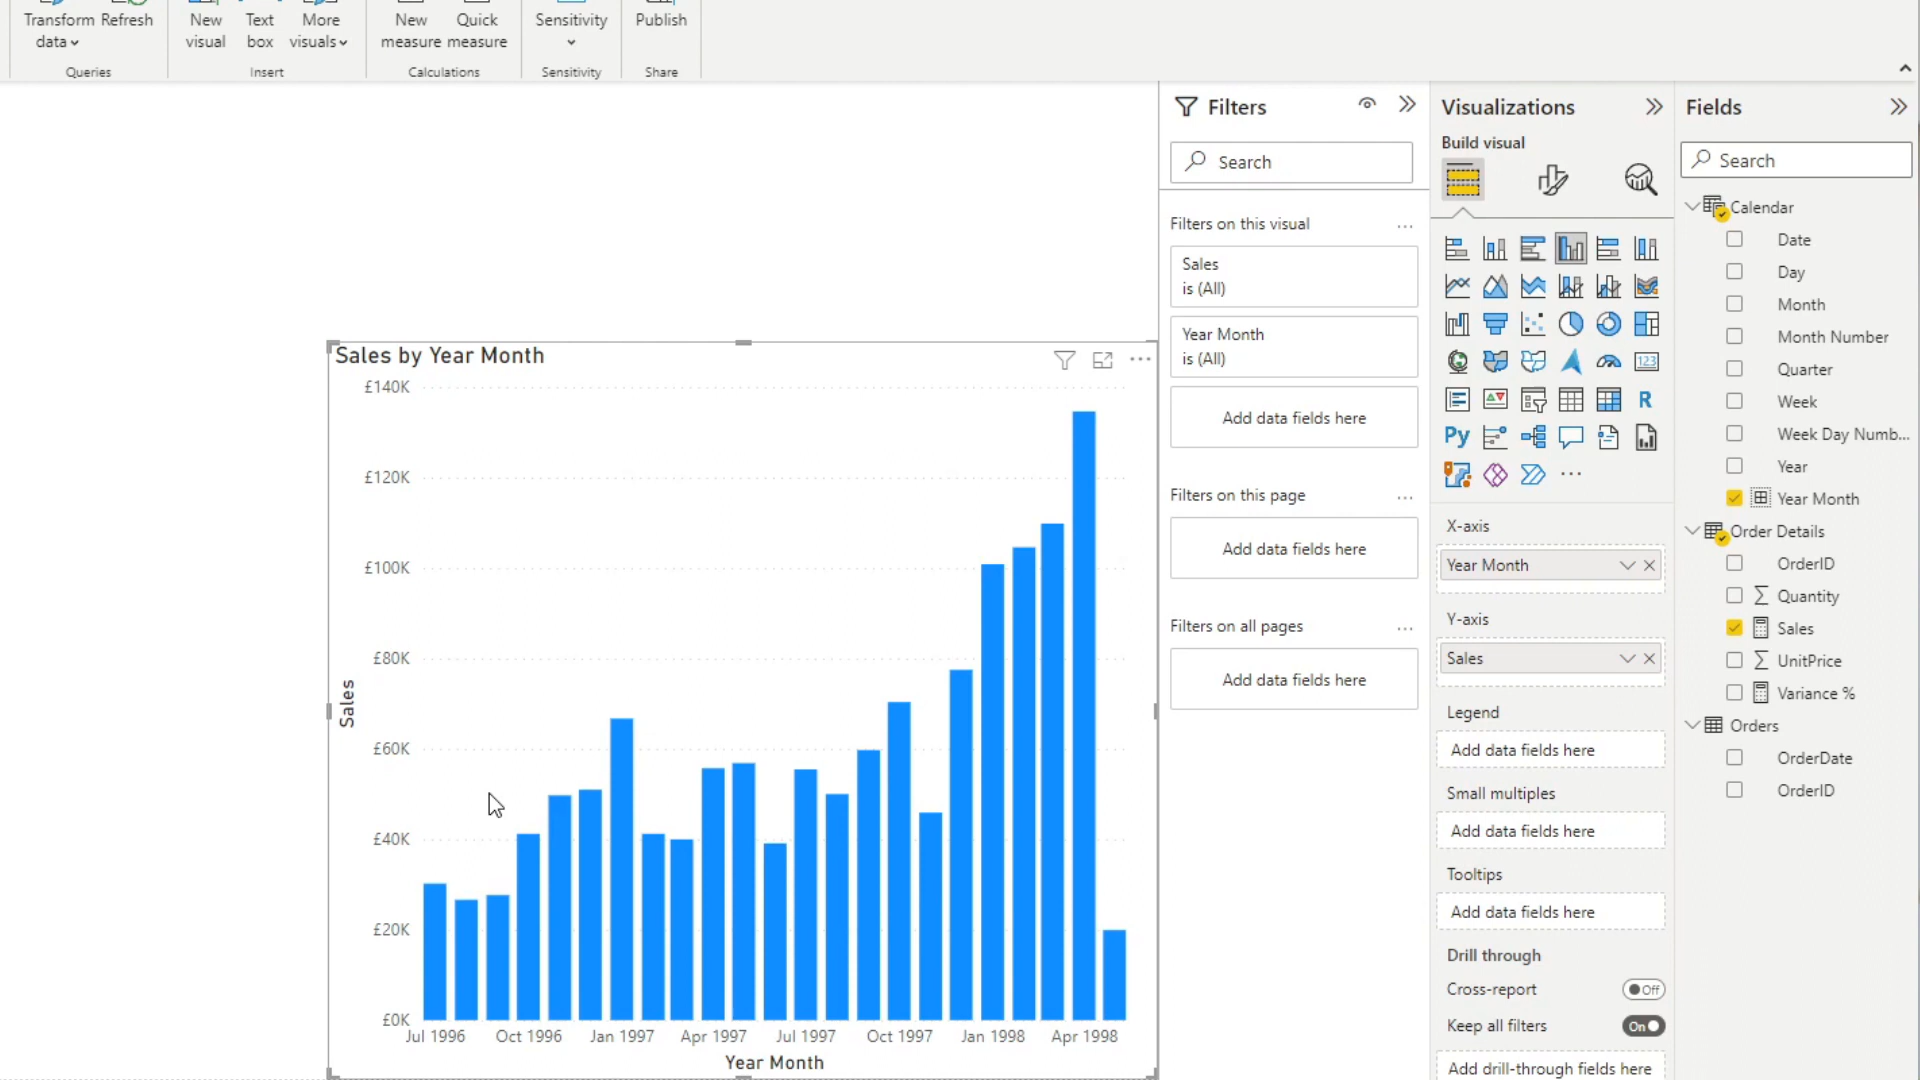 Transform data
Refresh
New visual
Text box
More visuals
New measure
Quick measure
Sensitivity
Publish
Queries
Insert
Calculations
Sensitivity
Share
Sales by Year Month
£140K
£120K
£100K
£80K
£60K
£40K
£20K
£0K
Sales
Jul 1996
Oct 1996
Jan 1997
Apr 1997
Jul 1997
Oct 1997
Jan 1998
Apr 1998
Year Month
Filters
Search
Filters on this visual
Sales
is (All)
Year Month
is (All)
Add data fields here
Filters on this page
Add data fields here
Filters on all pages
Add data fields here
Visualizations
Build visual
123
R
Py
X-axis
Year Month
Y-axis
Sales
Legend
Add data fields here
Small multiples
Add data fields here
Tooltips
Add data fields here
Drill through
Cross-report
Off
Keep all filters
On
Add drill-through fields here
Fields
Search
Calendar
Date
Day
Month
Month Number
Quarter
Week
Week Day Numb...
Year
Year Month
Order Details
OrderID
Quantity
Sales
UnitPrice
Variance %
Orders
OrderDate
OrderID